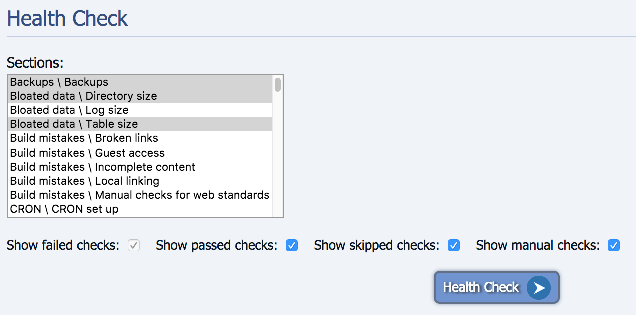 Health Check
Sections:
Backups \ Backups
Bloated data \ Directory size
Bloated data \ Log size
Bloated data \ Table size
Build mistakes \ Broken links
Build mistakes \ Guest access
Build mistakes \ Incomplete content
Build mistakes \ Local linking
Build mistakes \ Manual checks for web standards
CRON \ CRON set up
Show failed checks: Show passed checks: Show skipped checks: Show manual checks:
Health Check